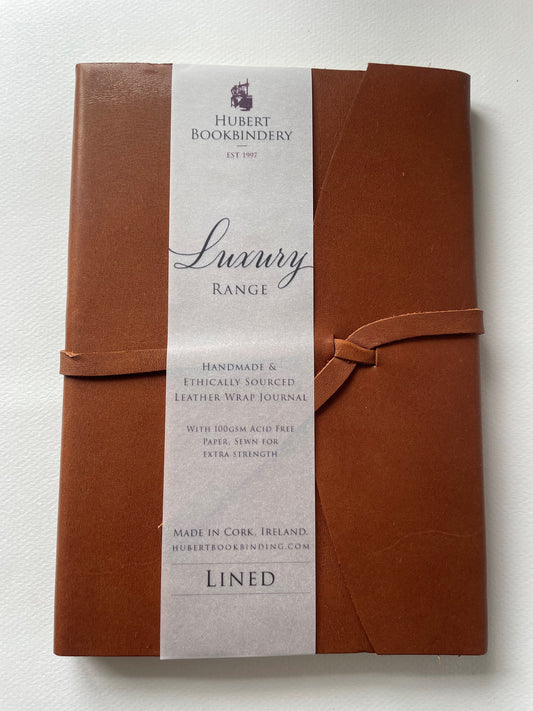 Hubert
Bookbindery
EST 1997
Luxury
Range
Handmade &
Ethically Sourced
Leather Wrap Journal
With 100gsm Acid Free
Paper, Sewn for
extra strength
Made in Cork, Ireland.
hubertbookbinding.com
Lined